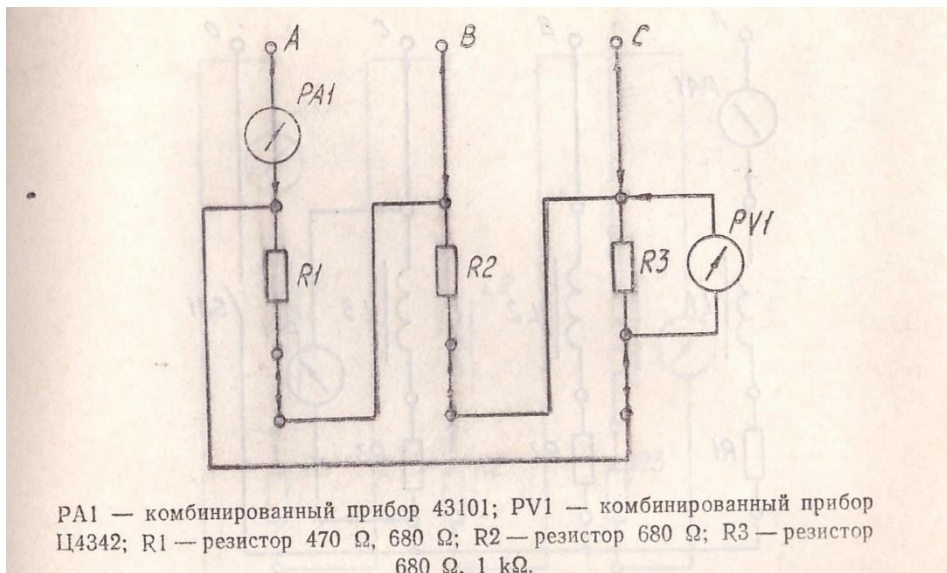 A B C
PA1
PV1
R1 R2 R3
PA1 — комбинированный прибор 43101; PV1 — комбинированный прибор
Ц4342; R1 — резистор 470 Ω, 680 Ω; R2 — резистор 680 Ω; R3 — резистор
680 Ω, 1 kΩ.